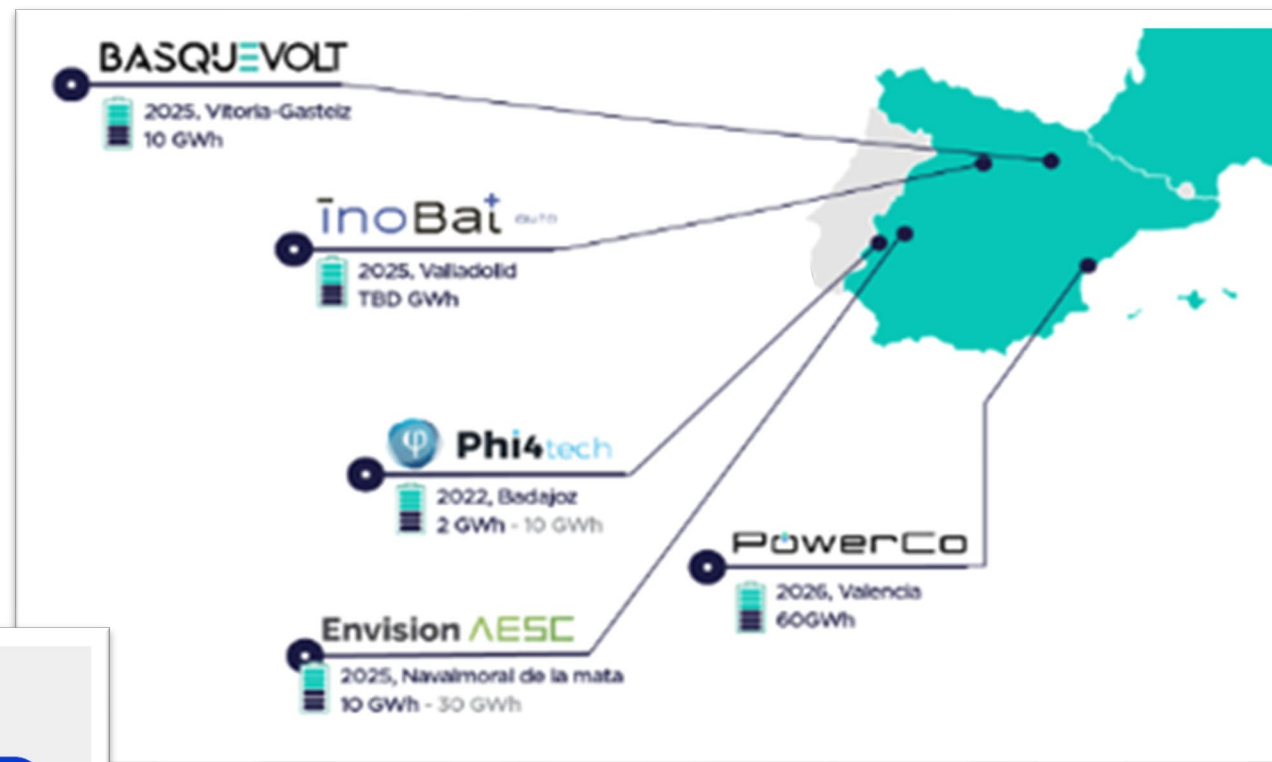 BASQUEVOLT
2025, Vitoria-Gasteiz
10 GWh
inoBat auto
2025, Valladolid
TBD GWh
φ Phi4tech
2022, Badajoz
2 GWh - 10 GWh
PowerCo
2026, Valencia
60GWh
Envision AESC
2025, Navalmoral de la mata
10 GWh - 30 GWh